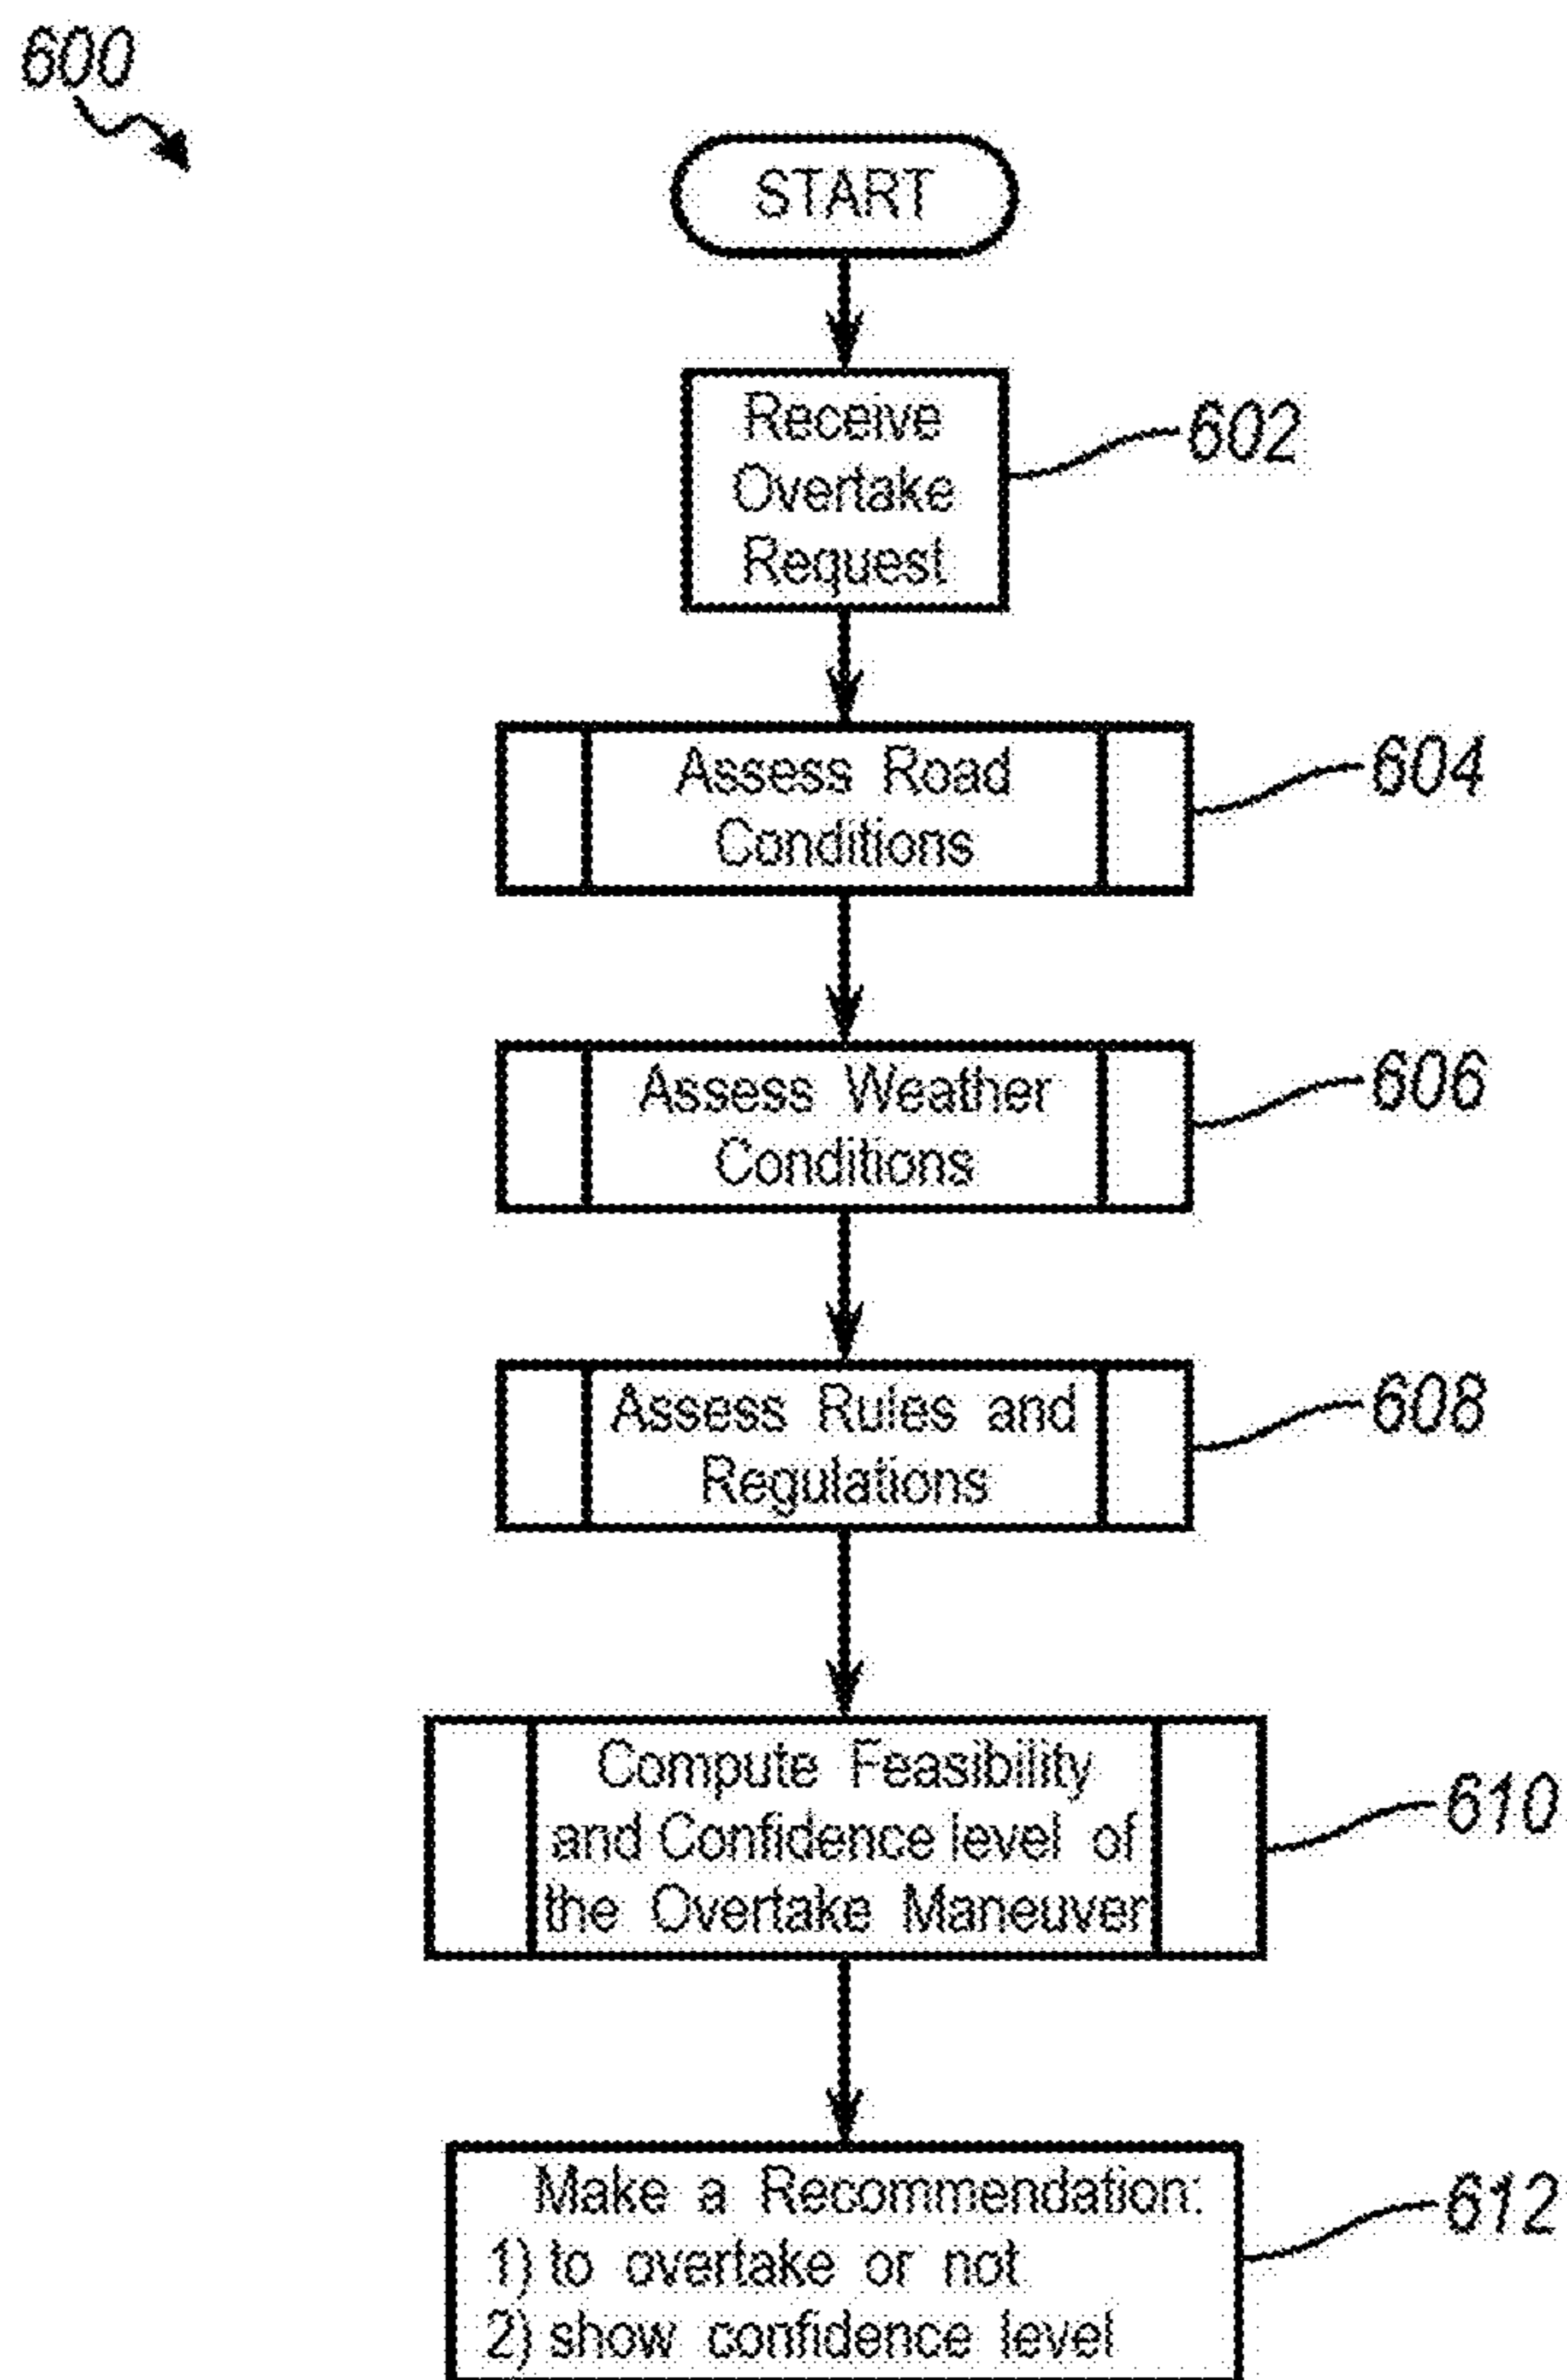 600
START
Receive
Overtake
Request
602
Assess Road
Conditions
604
Assess Weather
Conditions
606
Assess Rules and
Regulations
608
Compute Feasibility
and Confidence level of
the Overtake Maneuver
610
Make a Recommendation:
1) to overtake or not
2) show confidence level
612